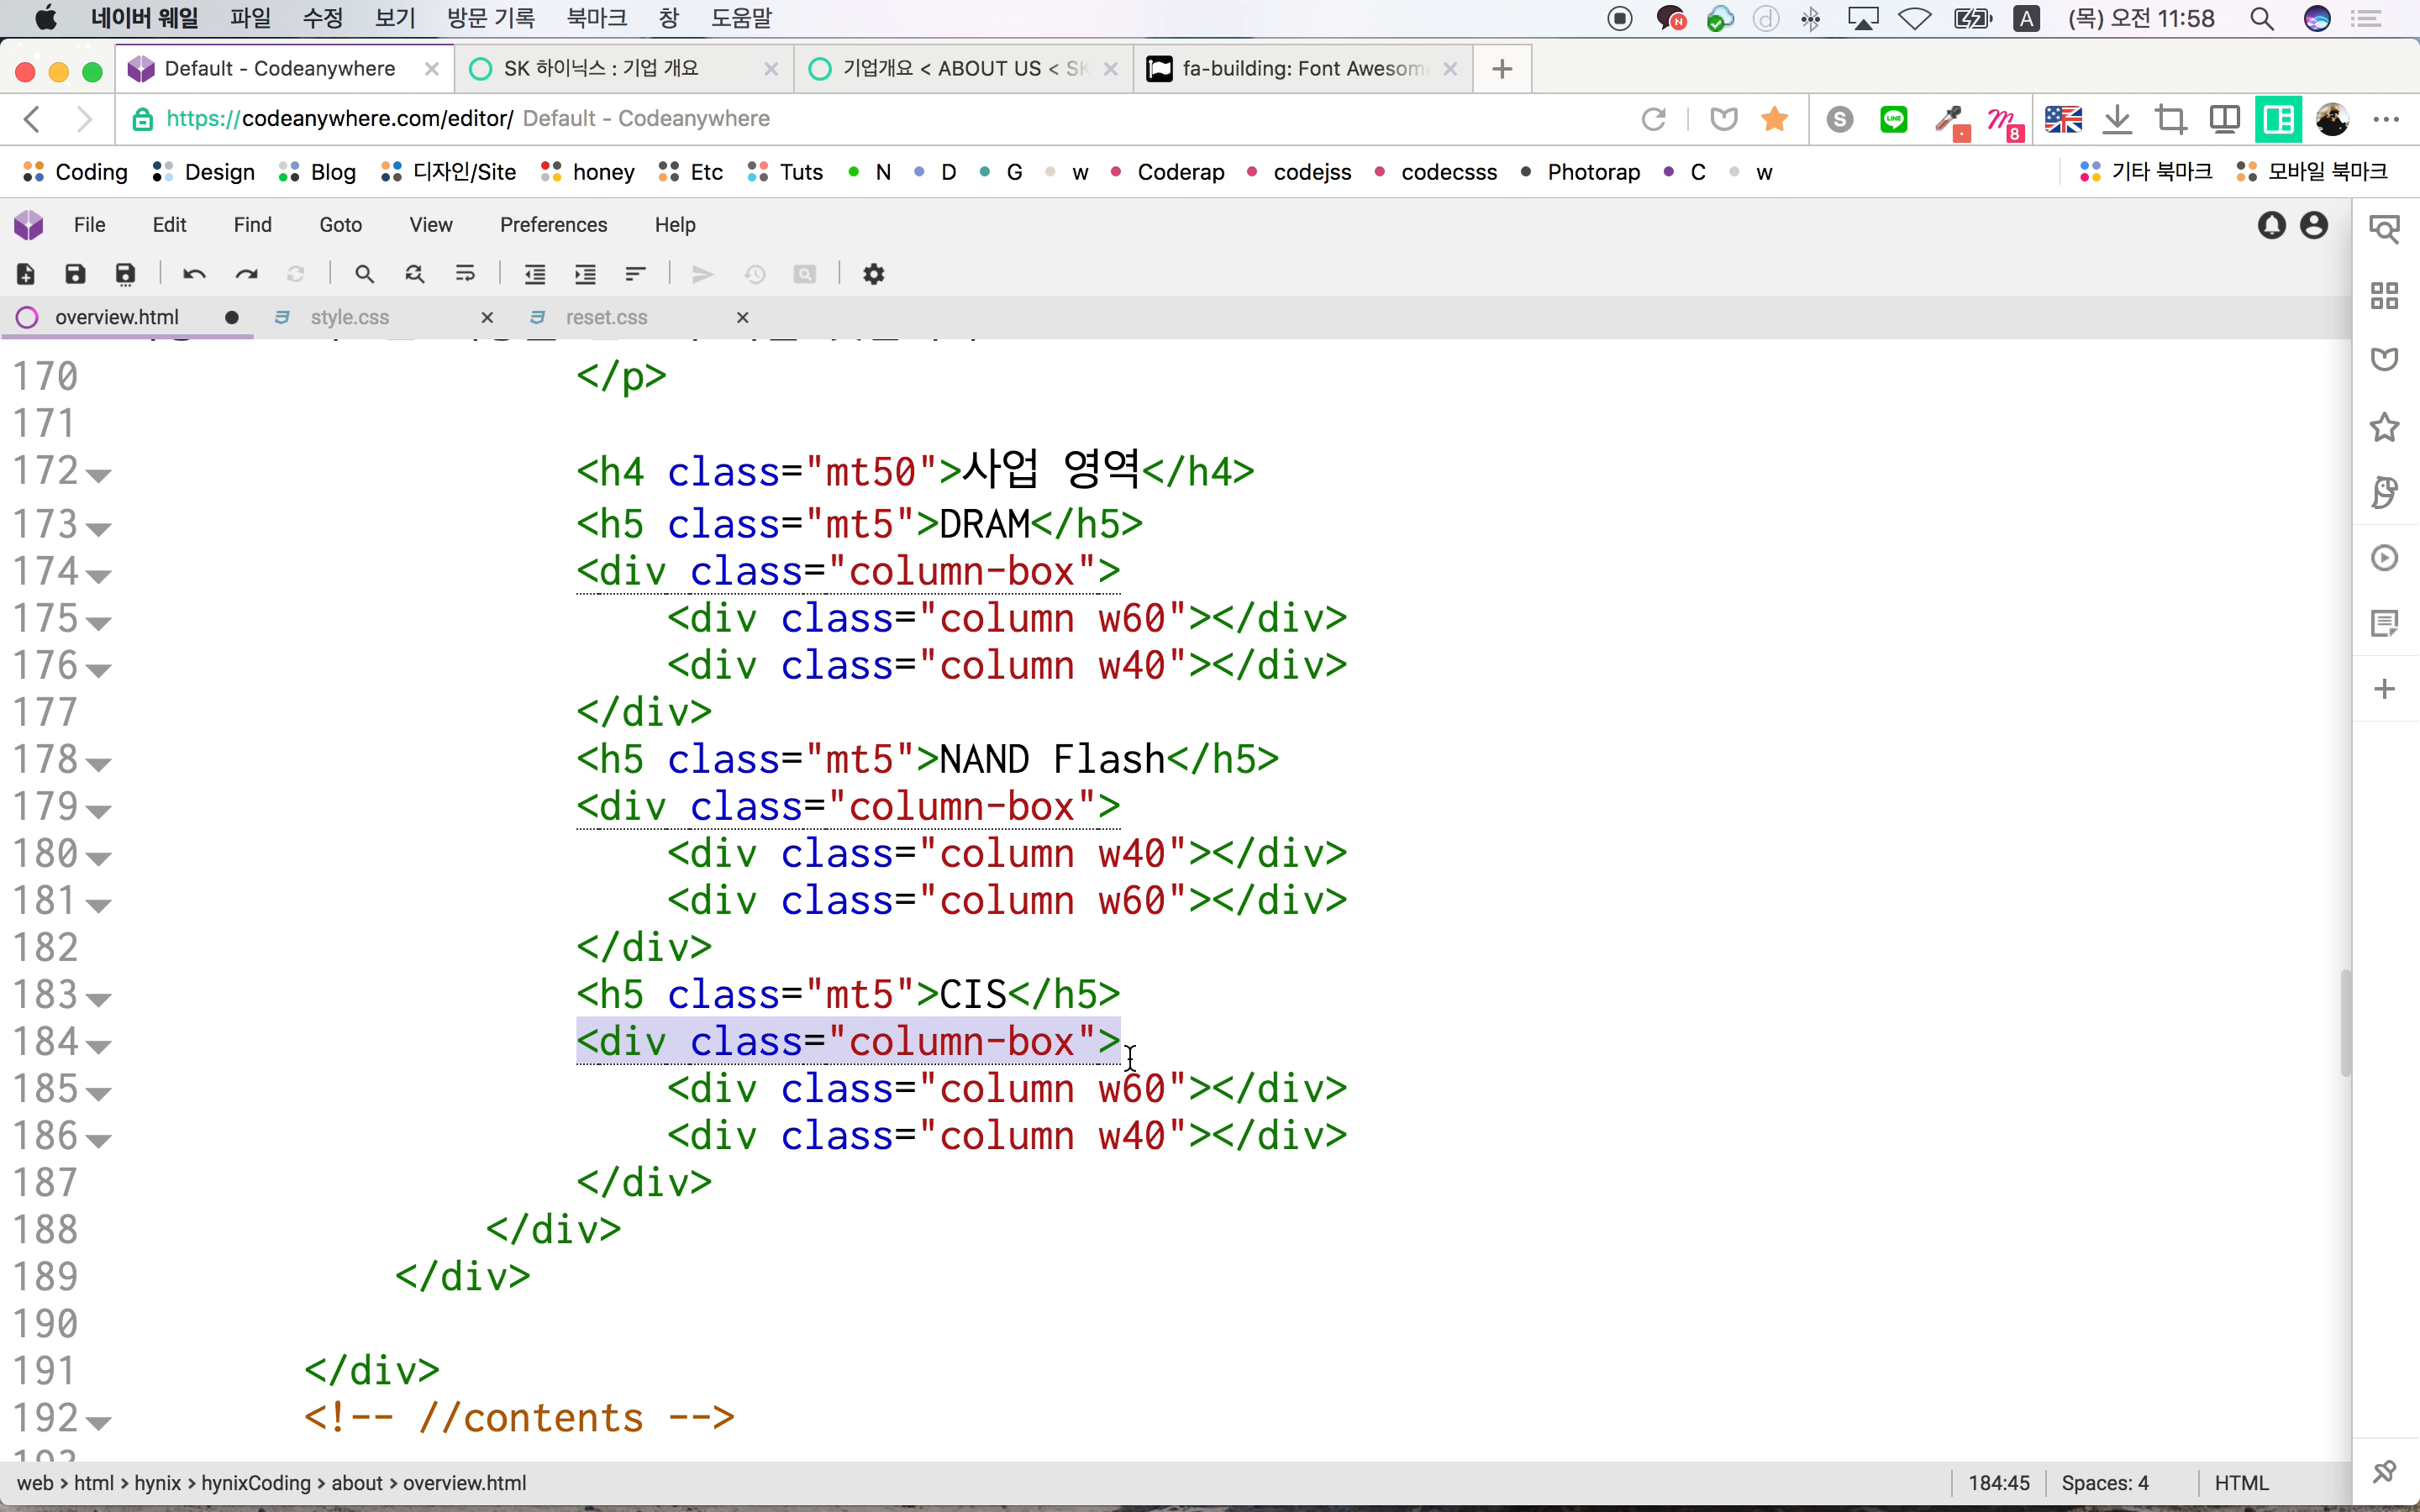 네이버 웨일 파일 수정 보기 방문 기록 북마크 창 도움말 A (목) 오전 11:58
Default - Codeanywhere SK 하이닉스 : 기업 개요 기업개요 < ABOUT US < SK fa-building: Font Awesom
https://codeanywhere.com/editor/ Default - Codeanywhere
Coding Design Blog 디자인/Site honey Etc Tuts N D G w Coderap codejss codecsss Photorap C w 기타 북마크 모바일 북마크
File Edit Find Goto View Preferences Help
overview.html style.css reset.css
170 </p>
171
172 <h4 class="mt50">사업 영역</h4>
173 <h5 class="mt5">DRAM</h5>
174 <div class="column-box">
175 <div class="column w60"></div>
176 <div class="column w40"></div>
177 </div>
178 <h5 class="mt5">NAND Flash</h5>
179 <div class="column-box">
180 <div class="column w40"></div>
181 <div class="column w60"></div>
182 </div>
183 <h5 class="mt5">CIS</h5>
184 <div class="column-box">
185 <div class="column w60"></div>
186 <div class="column w40"></div>
187 </div>
188 </div>
189 </div>
190
191 </div>
192 <!-- //contents -->
web > html > hynix > hynixCoding > about > overview.html 184:45 Spaces: 4 HTML